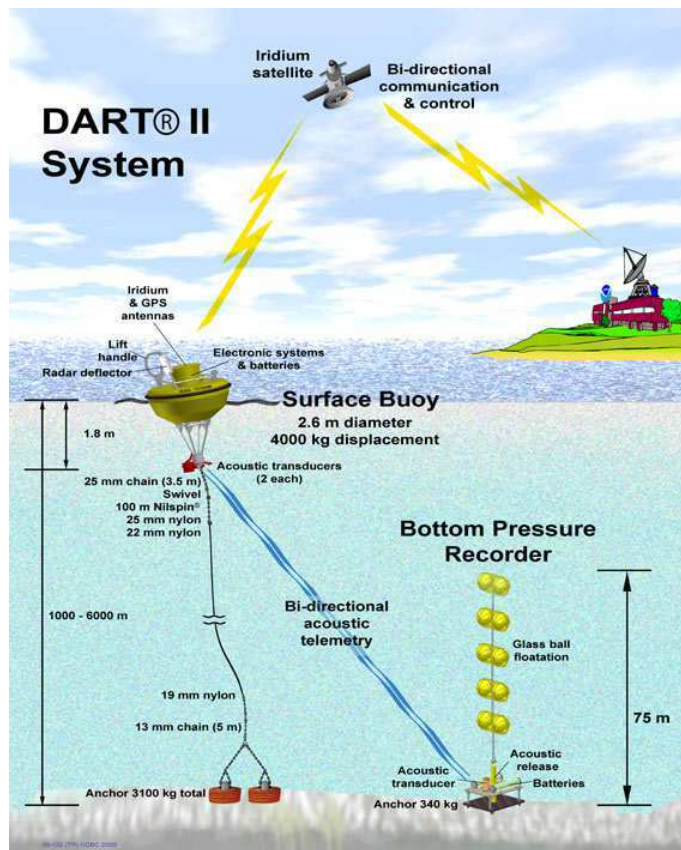 Iridium
satellite
Bi-directional
communication
& control
DART® II
System
Iridium
& GPS
antennas
Lift
handle
Radar deflector
Electronic systems
& batteries
Surface Buoy
2.6 m diameter
4000 kg displacement
1.8 m
Acoustic transducers
(2 each)
25 mm chain (3.5 m)
Swivel
100 m Nilspin®
25 mm nylon
22 mm nylon
Bottom Pressure
Recorder
1000 - 6000 m
Bi-directional
acoustic
telemetry
Glass ball
floatation
75 m
19 mm nylon
13 mm chain (5 m)
Acoustic
release
Acoustic
transducer
Batteries
Anchor 3100 kg total
Anchor 340 kg